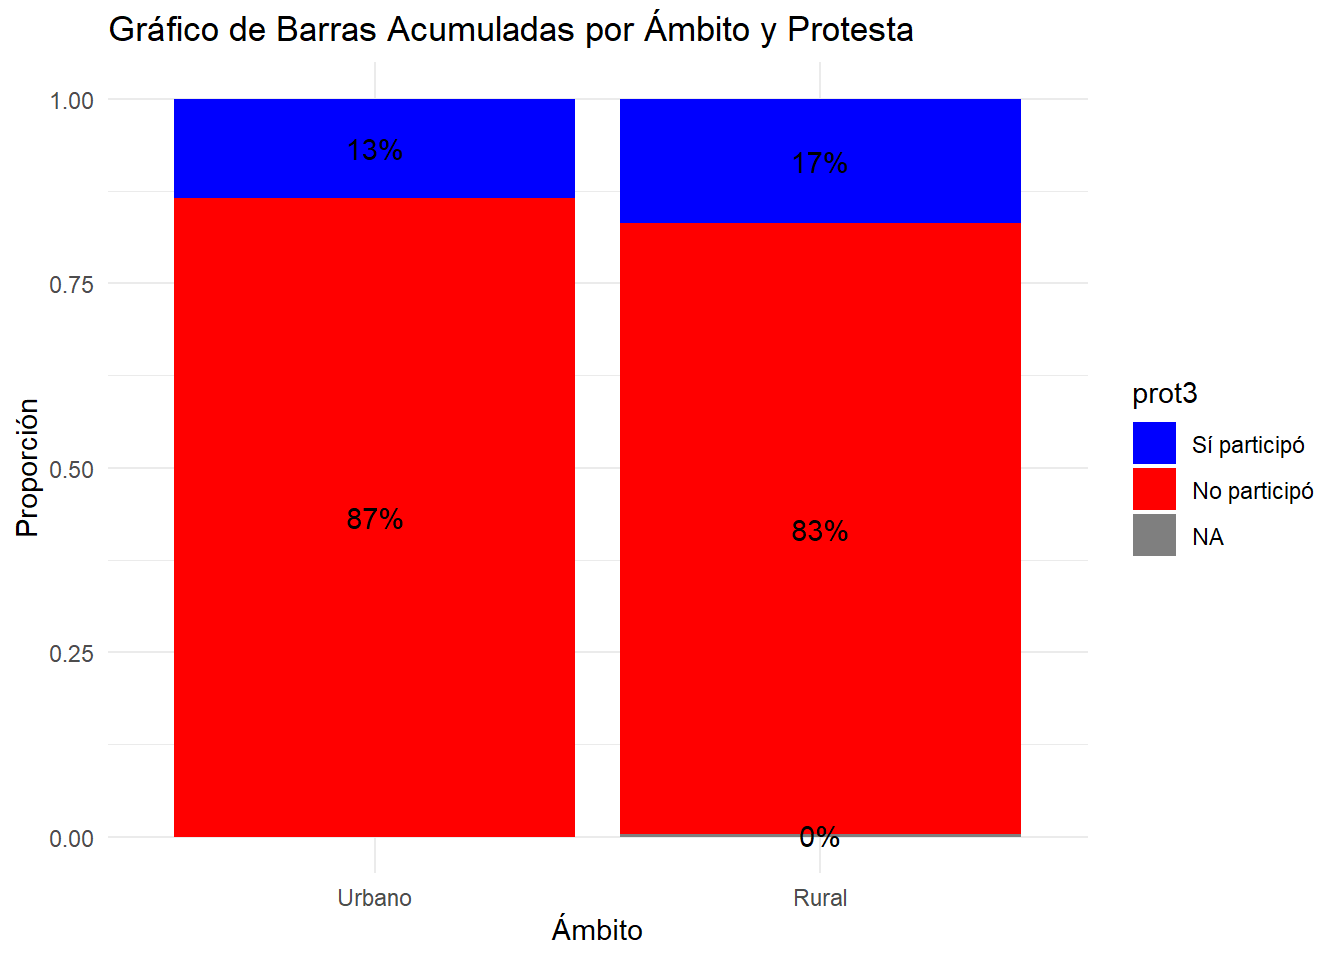 Gráfico de Barras Acumuladas por Ámbito y Protesta
1.00
0.75
0.50
0.25
0.00
Proporción
13%
17%
87%
83%
0%
Urbano
Rural
Ámbito
prot3
Sí participó
No participó
NA